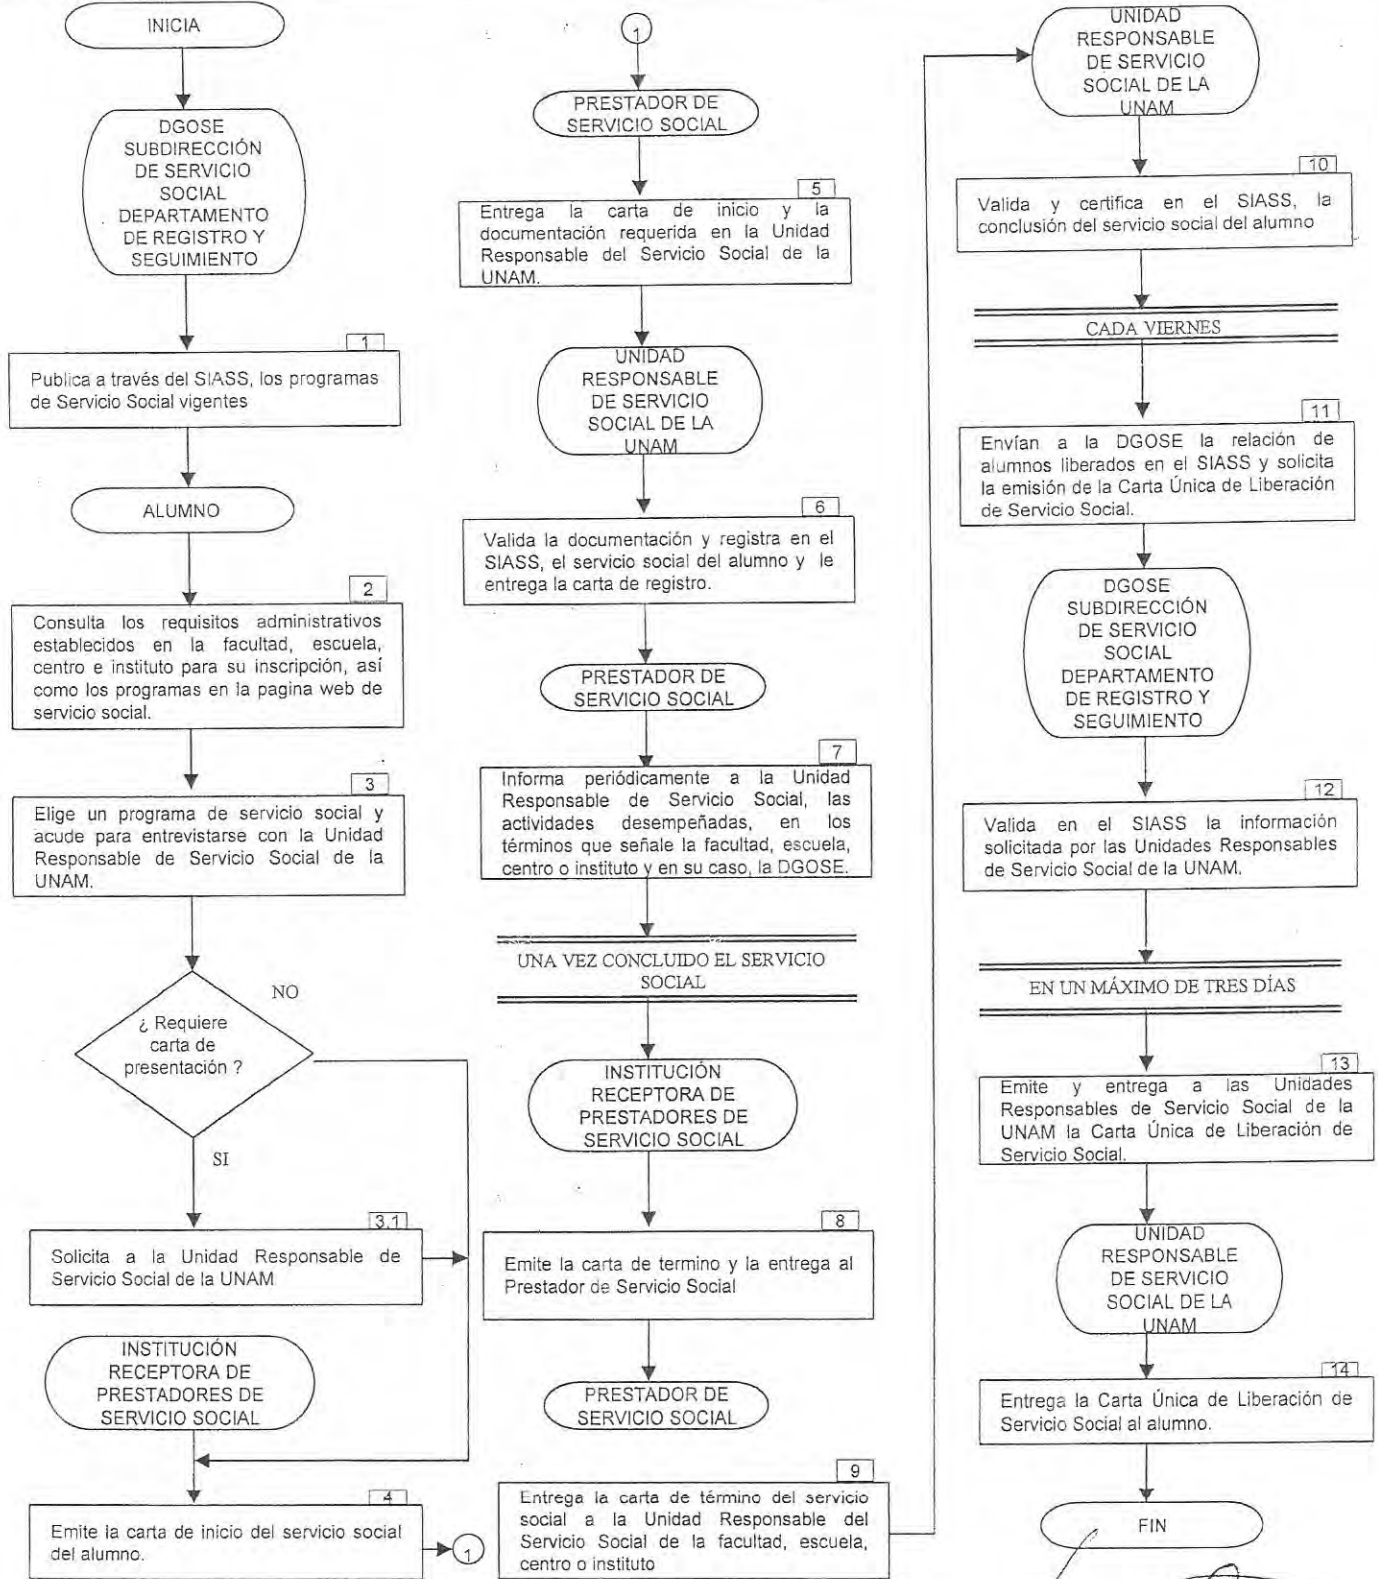 INICIA
DGOSE
SUBDIRECCIÓN
DE SERVICIO
SOCIAL
DEPARTAMENTO
DE REGISTRO Y
SEGUIMIENTO
1
Publica a través del SIASS, los programas
de Servicio Social vigentes
ALUMNO
2
Consulta los requisitos administrativos
establecidos en la facultad, escuela,
centro e instituto para su inscripción, así
como los programas en la pagina web de
servicio social.
3
Elige un programa de servicio social y
acude para entrevistarse con la Unidad
Responsable de Servicio Social de la
UNAM.
NO
¿ Requiere
carta de
presentación ?
SI
3.1
Solicita a la Unidad Responsable de
Servicio Social de la UNAM
INSTITUCIÓN
RECEPTORA DE
PRESTADORES DE
SERVICIO SOCIAL
4
Emite la carta de inicio del servicio social
del alumno.
1
1
PRESTADOR DE
SERVICIO SOCIAL
5
Entrega la carta de inicio y la
documentación requerida en la Unidad
Responsable del Servicio Social de la
UNAM.
UNIDAD
RESPONSABLE
DE SERVICIO
SOCIAL DE LA
UNAM
6
Valida la documentación y registra en el
SIASS, el servicio social del alumno y le
entrega la carta de registro.
PRESTADOR DE
SERVICIO SOCIAL
7
Informa periódicamente a la Unidad
Responsable de Servicio Social, las
actividades desempeñadas, en los
términos que señale la facultad, escuela,
centro o instituto y en su caso, la DGOSE.
UNA VEZ CONCLUIDO EL SERVICIO
SOCIAL
INSTITUCIÓN
RECEPTORA DE
PRESTADORES DE
SERVICIO SOCIAL
8
Emite la carta de termino y la entrega al
Prestador de Servicio Social
PRESTADOR DE
SERVICIO SOCIAL
9
Entrega la carta de término del servicio
social a la Unidad Responsable del
Servicio Social de la facultad, escuela,
centro o instituto
UNIDAD
RESPONSABLE
DE SERVICIO
SOCIAL DE LA
UNAM
10
Valida y certifica en el SIASS, la
conclusión del servicio social del alumno
CADA VIERNES
11
Envían a la DGOSE la relación de
alumnos liberados en el SIASS y solicita
la emisión de la Carta Única de Liberación
de Servicio Social.
DGOSE
SUBDIRECCIÓN
DE SERVICIO
SOCIAL
DEPARTAMENTO
DE REGISTRO Y
SEGUIMIENTO
12
Valida en el SIASS la información
solicitada por las Unidades Responsables
de Servicio Social de la UNAM.
EN UN MÁXIMO DE TRES DÍAS
13
Emite y entrega a las Unidades
Responsables de Servicio Social de la
UNAM la Carta Única de Liberación de
Servicio Social.
UNIDAD
RESPONSABLE
DE SERVICIO
SOCIAL DE LA
UNAM
14
Entrega la Carta Única de Liberación de
Servicio Social al alumno.
FIN